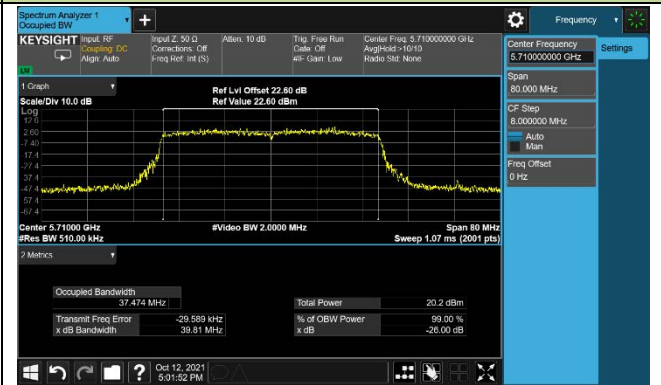 Spectrum Analyzer 1
Occupied BW
Frequency
KEYSIGHT
Input: RF
Coupling: DC
Align: Auto
Input Z: 50 Ω
Corrections: Off
Freq Ref: Int (S)
Atten: 10 dB
Trig: Free Run
Gate: Off
#IF Gain: Low
Center Freq: 5.710000000 GHz
Avg|Hold:>10/10
Radio Std: None
Center Frequency
5.710000000 GHz
Settings
Span
80.000 MHz
CF Step
8.000000 MHz
Auto
Man
Freq Offset
0 Hz
1 Graph
Scale/Div 10.0 dB
Ref Lvl Offset 22.60 dB
Ref Value 22.60 dBm
Log
12.6
2.60
-7.40
-17.4
-27.4
-37.4
-47.4
-57.4
-67.4
Center 5.71000 GHz
#Res BW 510.00 kHz
#Video BW 2.0000 MHz
Span 80 MHz
Sweep 1.07 ms (2001 pts)
2 Metrics
Occupied Bandwidth
37.474 MHz
Total Power 20.2 dBm
Transmit Freq Error -29.589 kHz
% of OBW Power 99.00 %
x dB Bandwidth 39.81 MHz
x dB -26.00 dB
?
Oct 12, 2021
5:01:52 PM